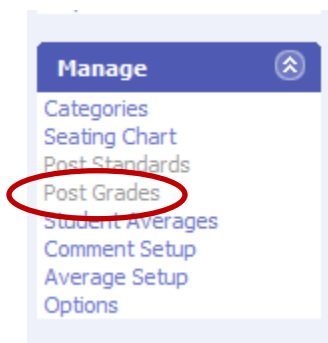 Manage
Categories
Seating Chart
Post Standards
Post Grades
Student Averages
Comment Setup
Average Setup
Options